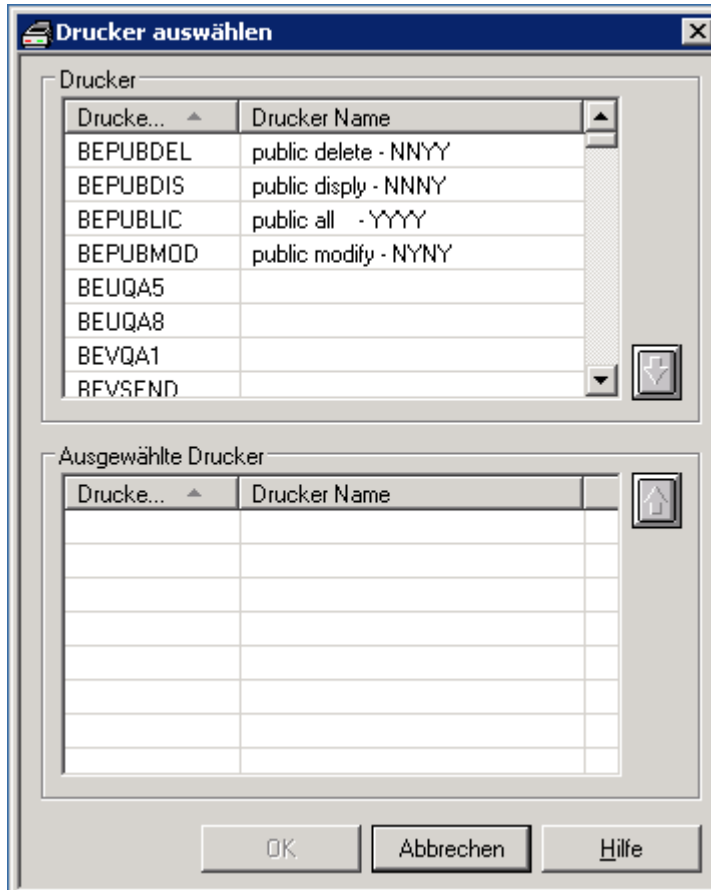 Drucker auswählen
Drucker
Drucke... Drucker Name
BEPUBDEL public delete - NNYY
BEPUBDIS public disply - NNNY
BEPUBLIC public all - YYYY
BEPUBMOD public modify - NYNY
BEUQA5
BEUQA8
BEVQA1
BEVSEND
Ausgewählte Drucker
Drucke... Drucker Name
OK Abbrechen Hilfe